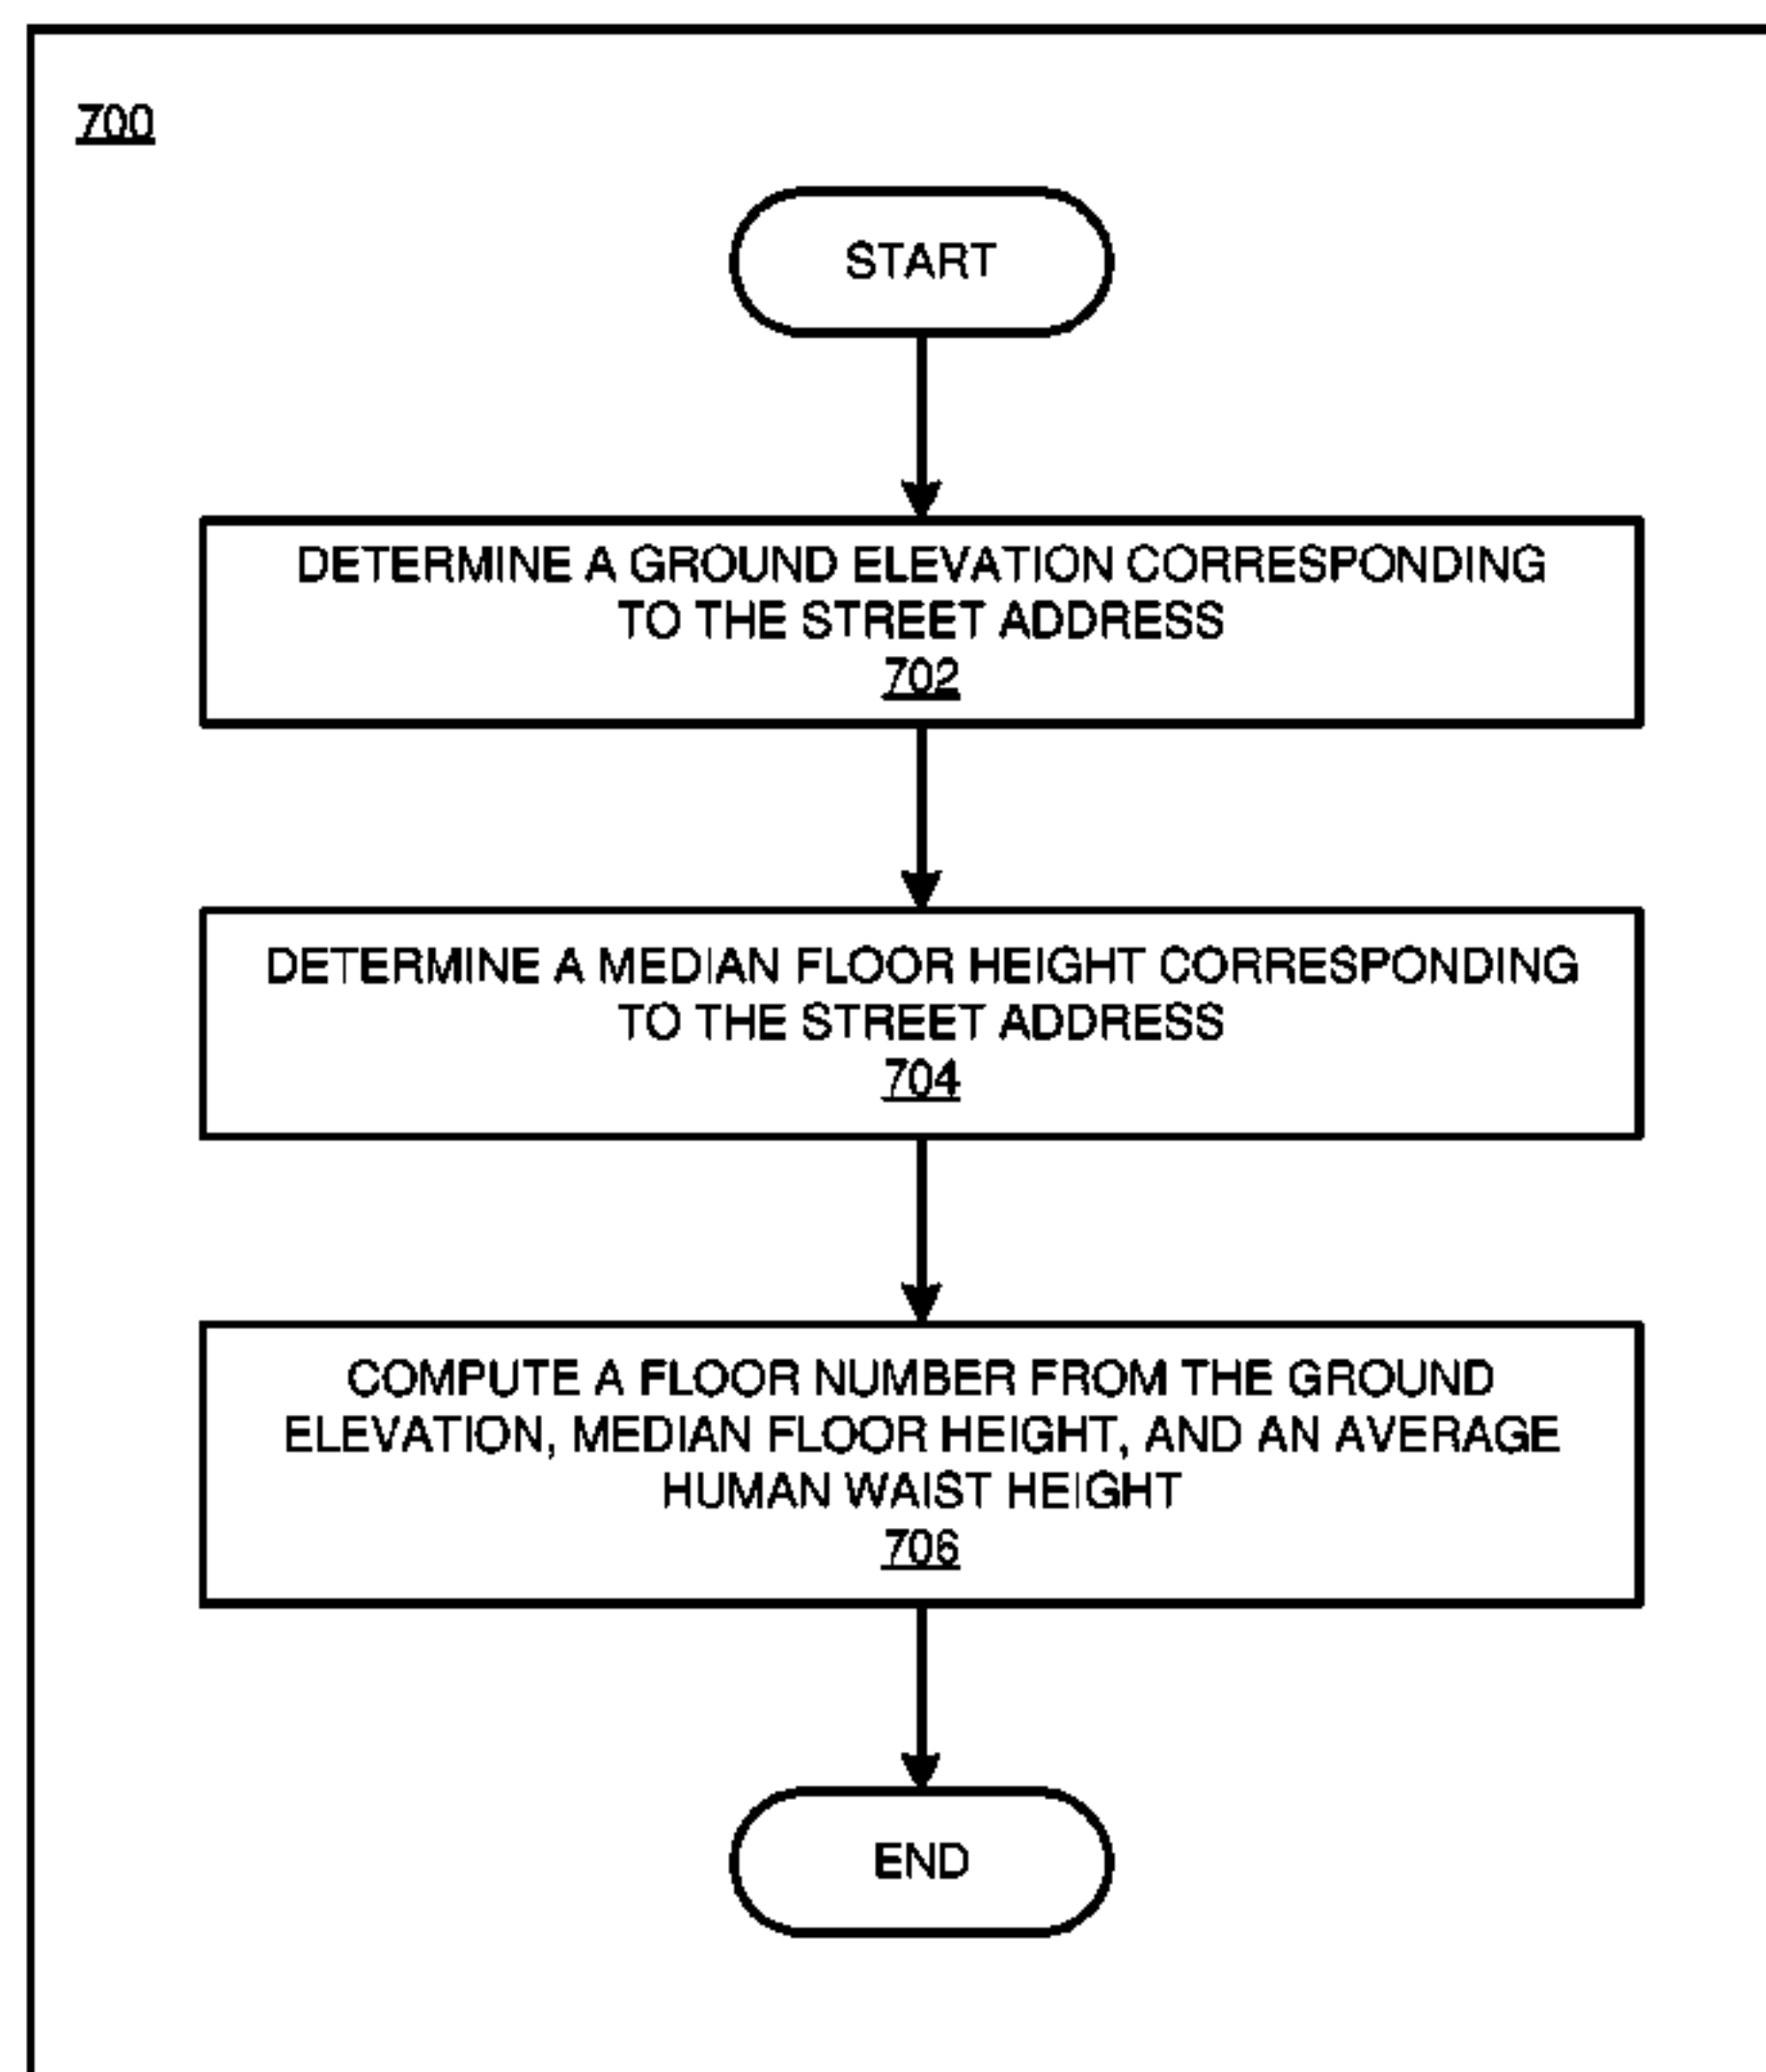 700
START
DETERMINE A GROUND ELEVATION CORRESPONDING
TO THE STREET ADDRESS
702
DETERMINE A MEDIAN FLOOR HEIGHT CORRESPONDING
TO THE STREET ADDRESS
704
COMPUTE A FLOOR NUMBER FROM THE GROUND
ELEVATION, MEDIAN FLOOR HEIGHT, AND AN AVERAGE
HUMAN WAIST HEIGHT
706
END